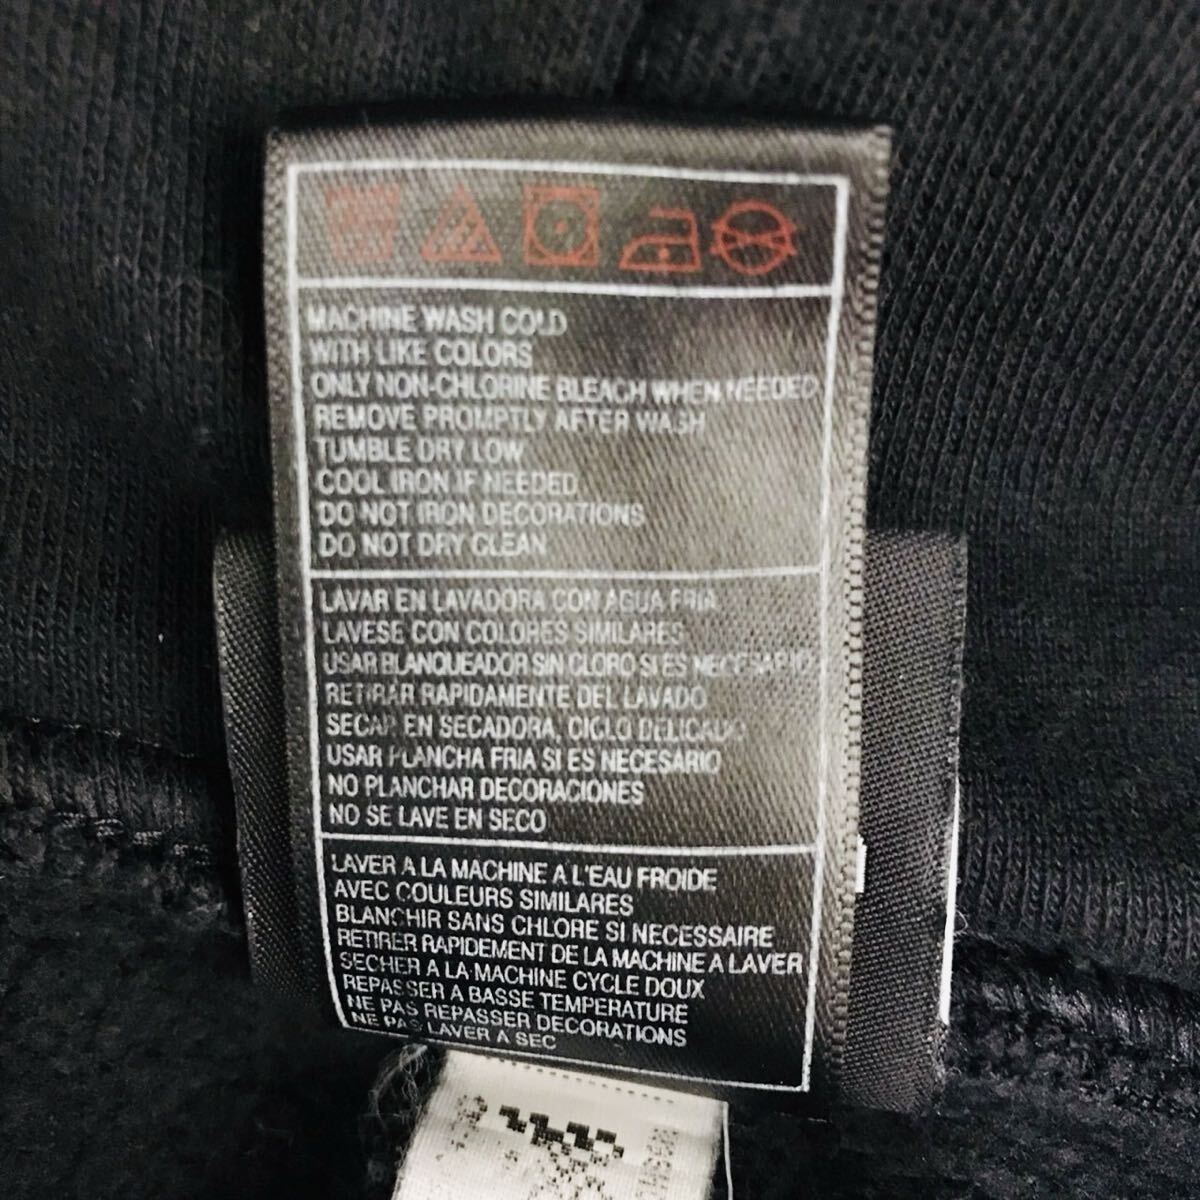 MACHINE WASH COLD
WITH LIKE COLORS
ONLY NON-CHLORINE BLEACH WHEN NEEDED
REMOVE PROMPTLY AFTER WASH
TUMBLE DRY LOW
COOL IRON IF NEEDED
DO NOT IRON DECORATIONS
DO NOT DRY CLEAN
LAVAR EN LAVADORA CON AGUA FRIA
LAVESE CON COLORES SIMILARES
USAR BLANQUEADOR SIN CLORO SI ES NECESARIO
RETIRAR RAPIDAMENTE DEL LAVADO
SECAR EN SECADORA, CICLO DELICADO
USAR PLANCHA FRIA SI ES NECESARIO
NO PLANCHAR DECORACIONES
NO SE LAVE EN SECO
LAVER A LA MACHINE A L'EAU FROIDE
AVEC COULEURS SIMILARES
BLANCHIR SANS CHLORE SI NECESSAIRE
RETIRER RAPIDEMENT DE LA MACHINE A LAVER
SECHER A LA MACHINE CYCLE DOUX
REPASSER A BASSE TEMPERATURE
NE PAS REPASSER DECORATIONS
NE PAS LAVER A SEC